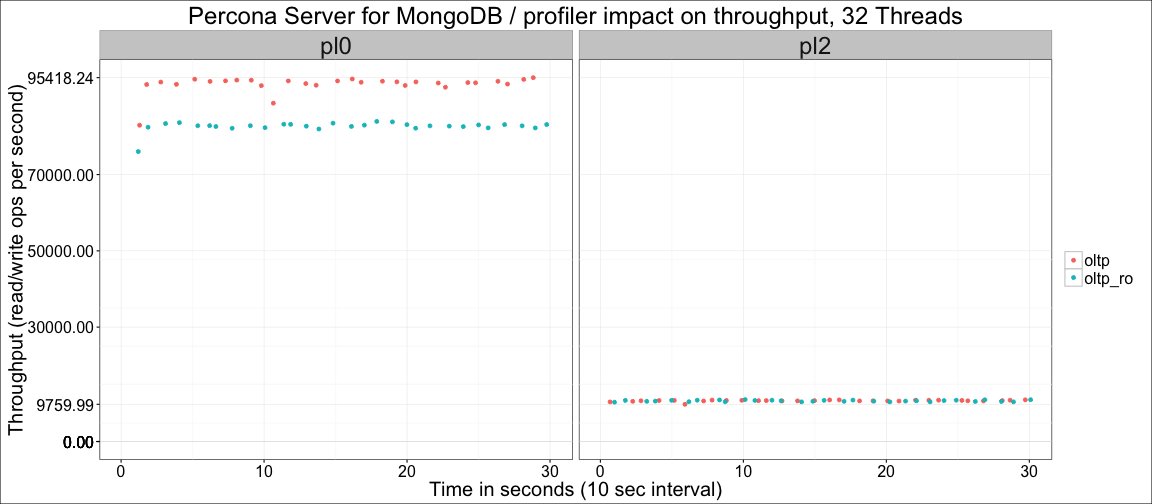 Percona Server for MongoDB / profiler impact on throughput, 32 Threads
pl0
pl2
Throughput (read/write ops per second)
95418.24
70000.00
50000.00
30000.00
9759.99
0.00
0
10
20
30
0
10
20
30
Time in seconds (10 sec interval)
oltp
oltp_ro